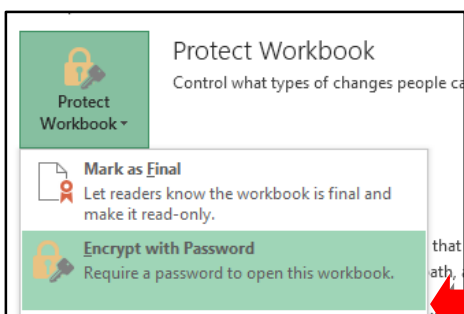 Protect Workbook
Control what types of changes people ca
Protect
Workbook
Mark as Final
Let readers know the workbook is final and
make it read-only.
Encrypt with Password
Require a password to open this workbook.
that
ath, a